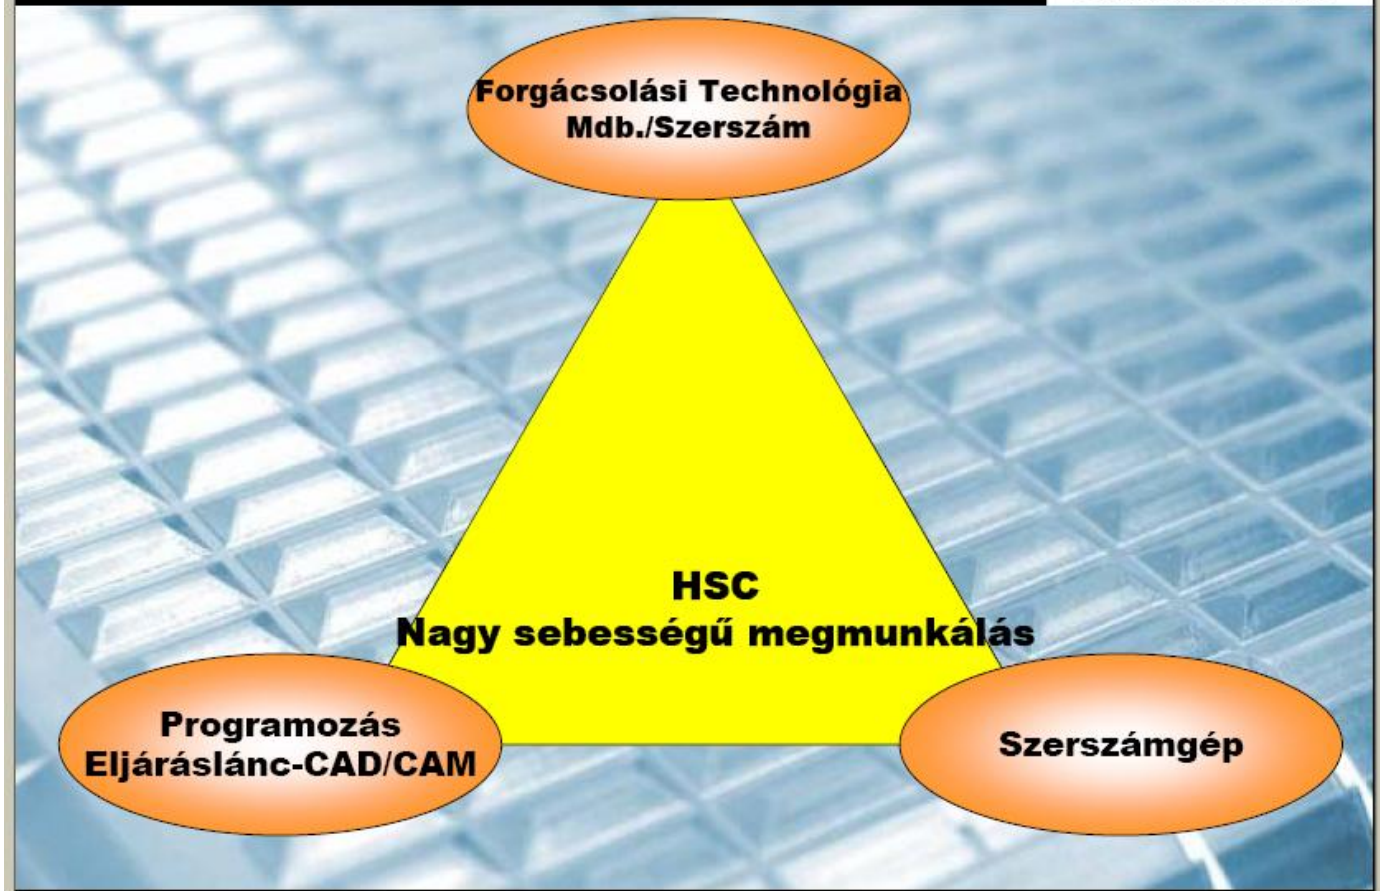 Forgácsolási Technológia
Mdb./Szerszám
HSC
Nagy sebességű megmunkálás
Programozás
Eljáráslánc-CAD/CAM
Szerszámgép